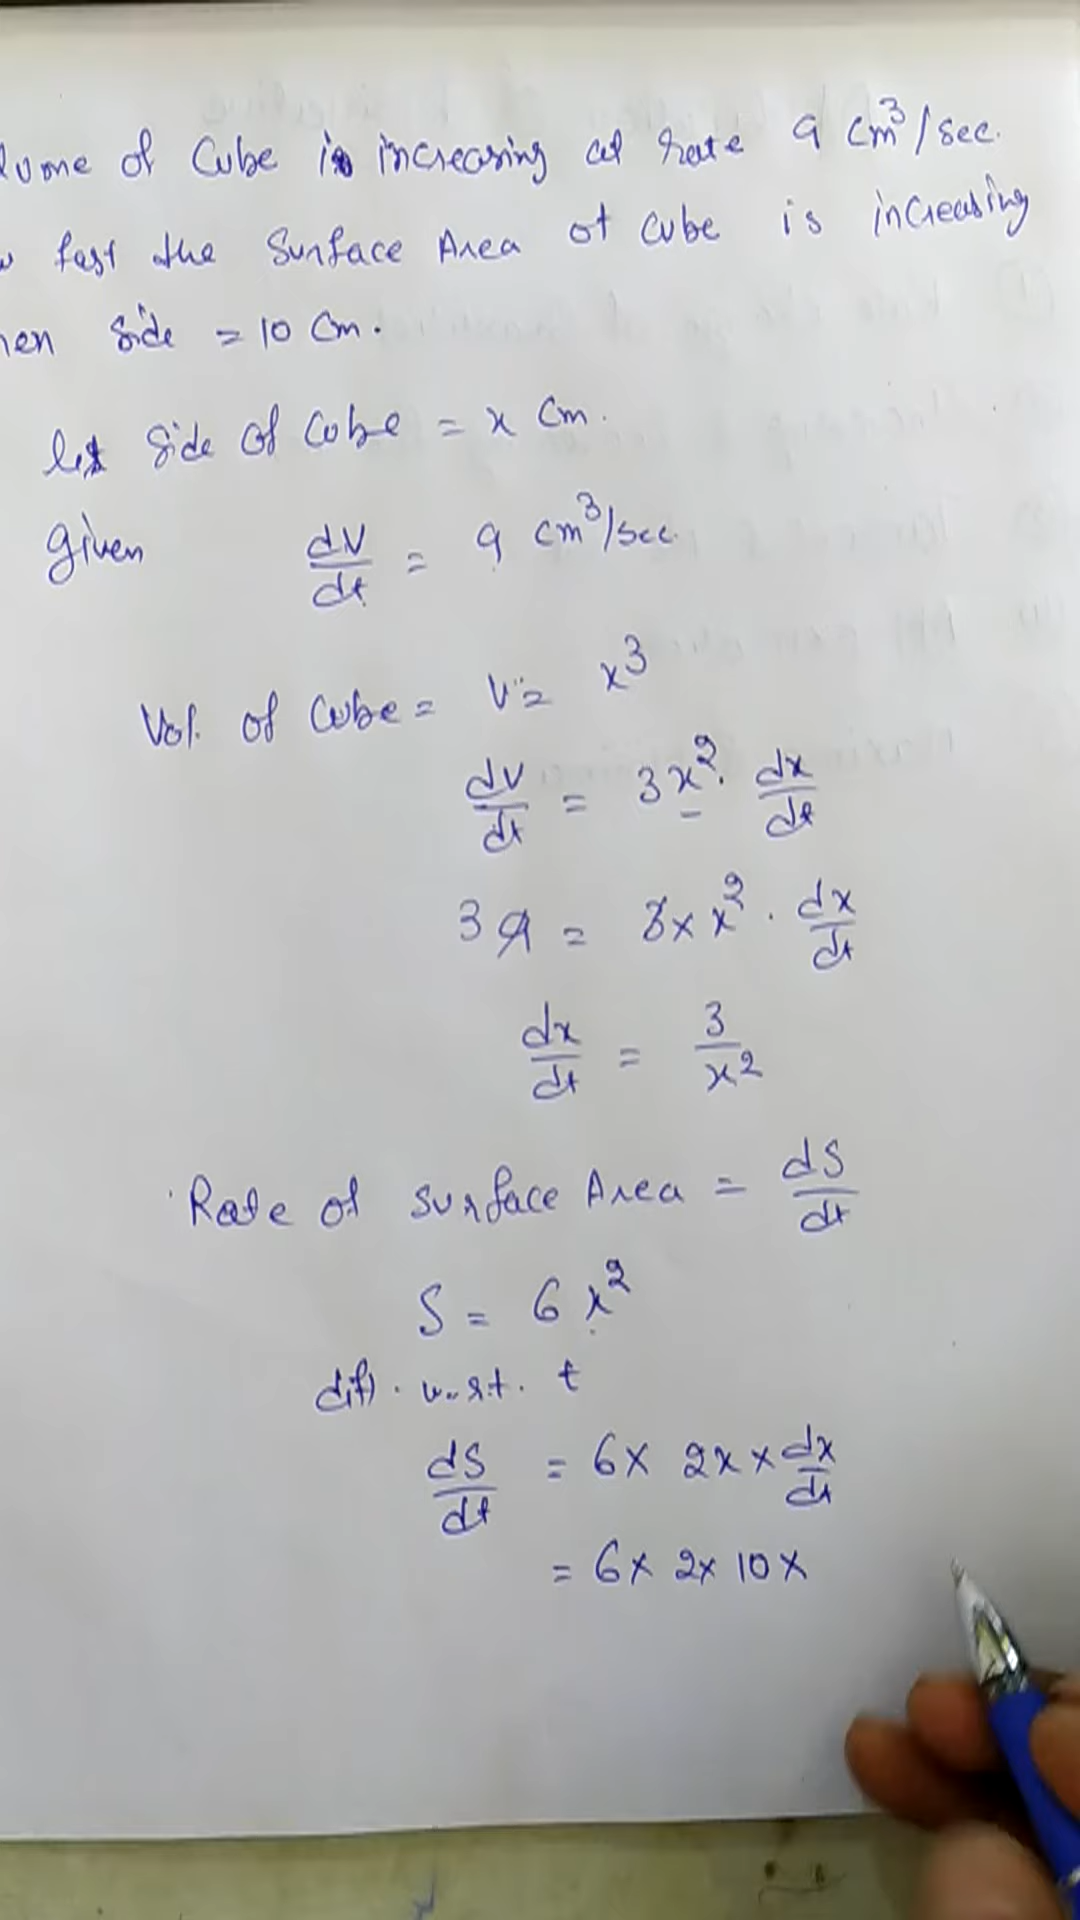 lume of Cube is increasing at rate 9 cm³/sec.
w fast the Surface Area of cube is increasing
hen side = 10 Cm.
let Side of Cube = x Cm.
given dV/dt = 9 cm³/sec.
Vol. of Cube = V = x³
dv/dt = 3x². dx/dt
3 9 = 3 x x² . dx/dt
dx/dt = 3/x²
Rate of surface Area = dS/dt
S = 6 x²
diff. w.r.t. t
dS/dt = 6x 2x x dx/dt
= 6x 2x 10 x